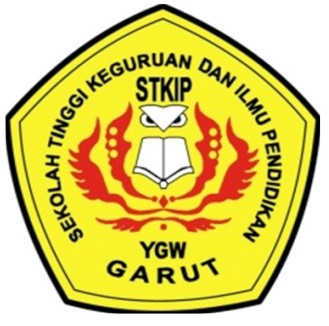 SEKOLAH TINGGI KEGURUAN DAN ILMU PENDIDIKAN
STKIP
YGW
GARUT